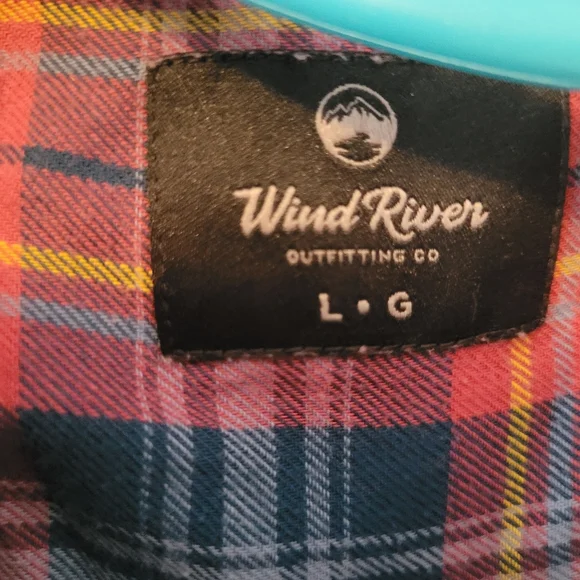 Wind River
OUTFITTING CO
L • G